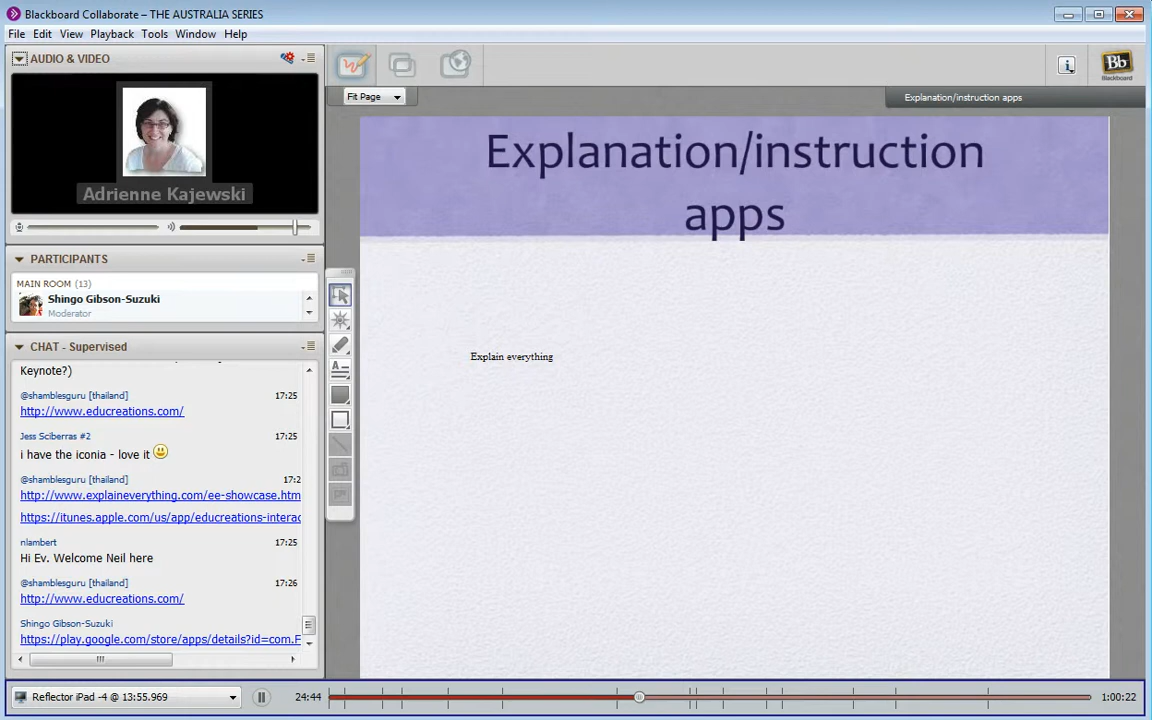 Blackboard Collaborate – THE AUSTRALIA SERIES
File Edit View Playback Tools Window Help
AUDIO & VIDEO
Adrienne Kajewski
PARTICIPANTS
MAIN ROOM (13)
Shingo Gibson-Suzuki
Moderator
CHAT - Supervised
Keynote?)
@shamblesguru [thailand] 17:25
http://www.educreations.com/
Jess Sciberras #2 17:25
i have the iconia - love it
@shamblesguru [thailand] 17:2
http://www.explaineverything.com/ee-showcase.htm
https://itunes.apple.com/us/app/educreations-interac
nlambert 17:25
Hi Ev. Welcome Neil here
@shamblesguru [thailand] 17:26
http://www.educreations.com/
Shingo Gibson-Suzuki
https://play.google.com/store/apps/details?id=com.F
Reflector iPad -4 @ 13:55.969
24:44
1:00:22
Fit Page
Explanation/instruction apps
Bb
Blackboard
Explanation/instruction
apps
Explain everything